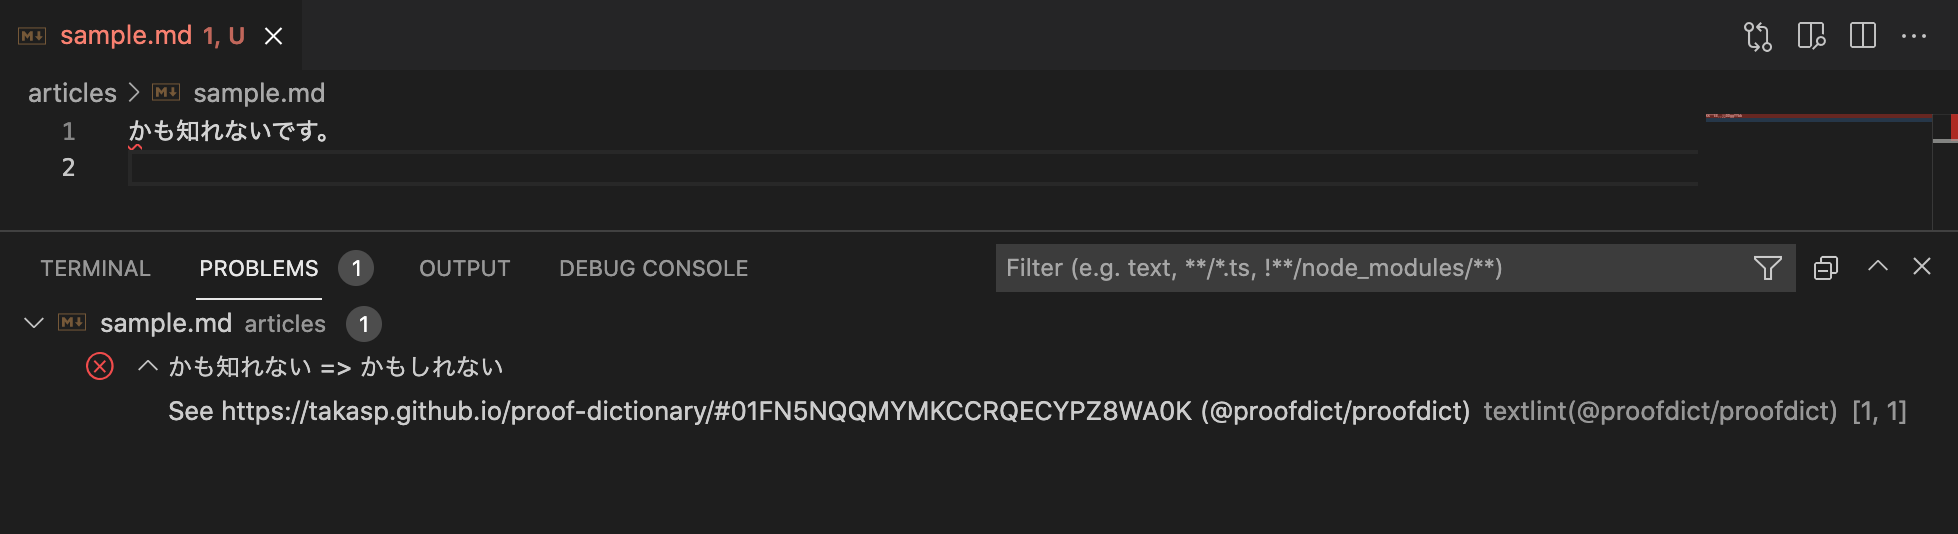 M↓ sample.md 1, U
articles > M↓ sample.md
1 かも知れないです。
2
TERMINAL PROBLEMS 1 OUTPUT DEBUG CONSOLE Filter (e.g. text, **/*.ts, !**/node_modules/**)
M↓ sample.md articles 1
かも知れない => かもしれない
See https://takasp.github.io/proof-dictionary/#01FN5NQQMYMKCCRQECYPZ8WA0K (@proofdict/proofdict) textlint(@proofdict/proofdict) [1, 1]